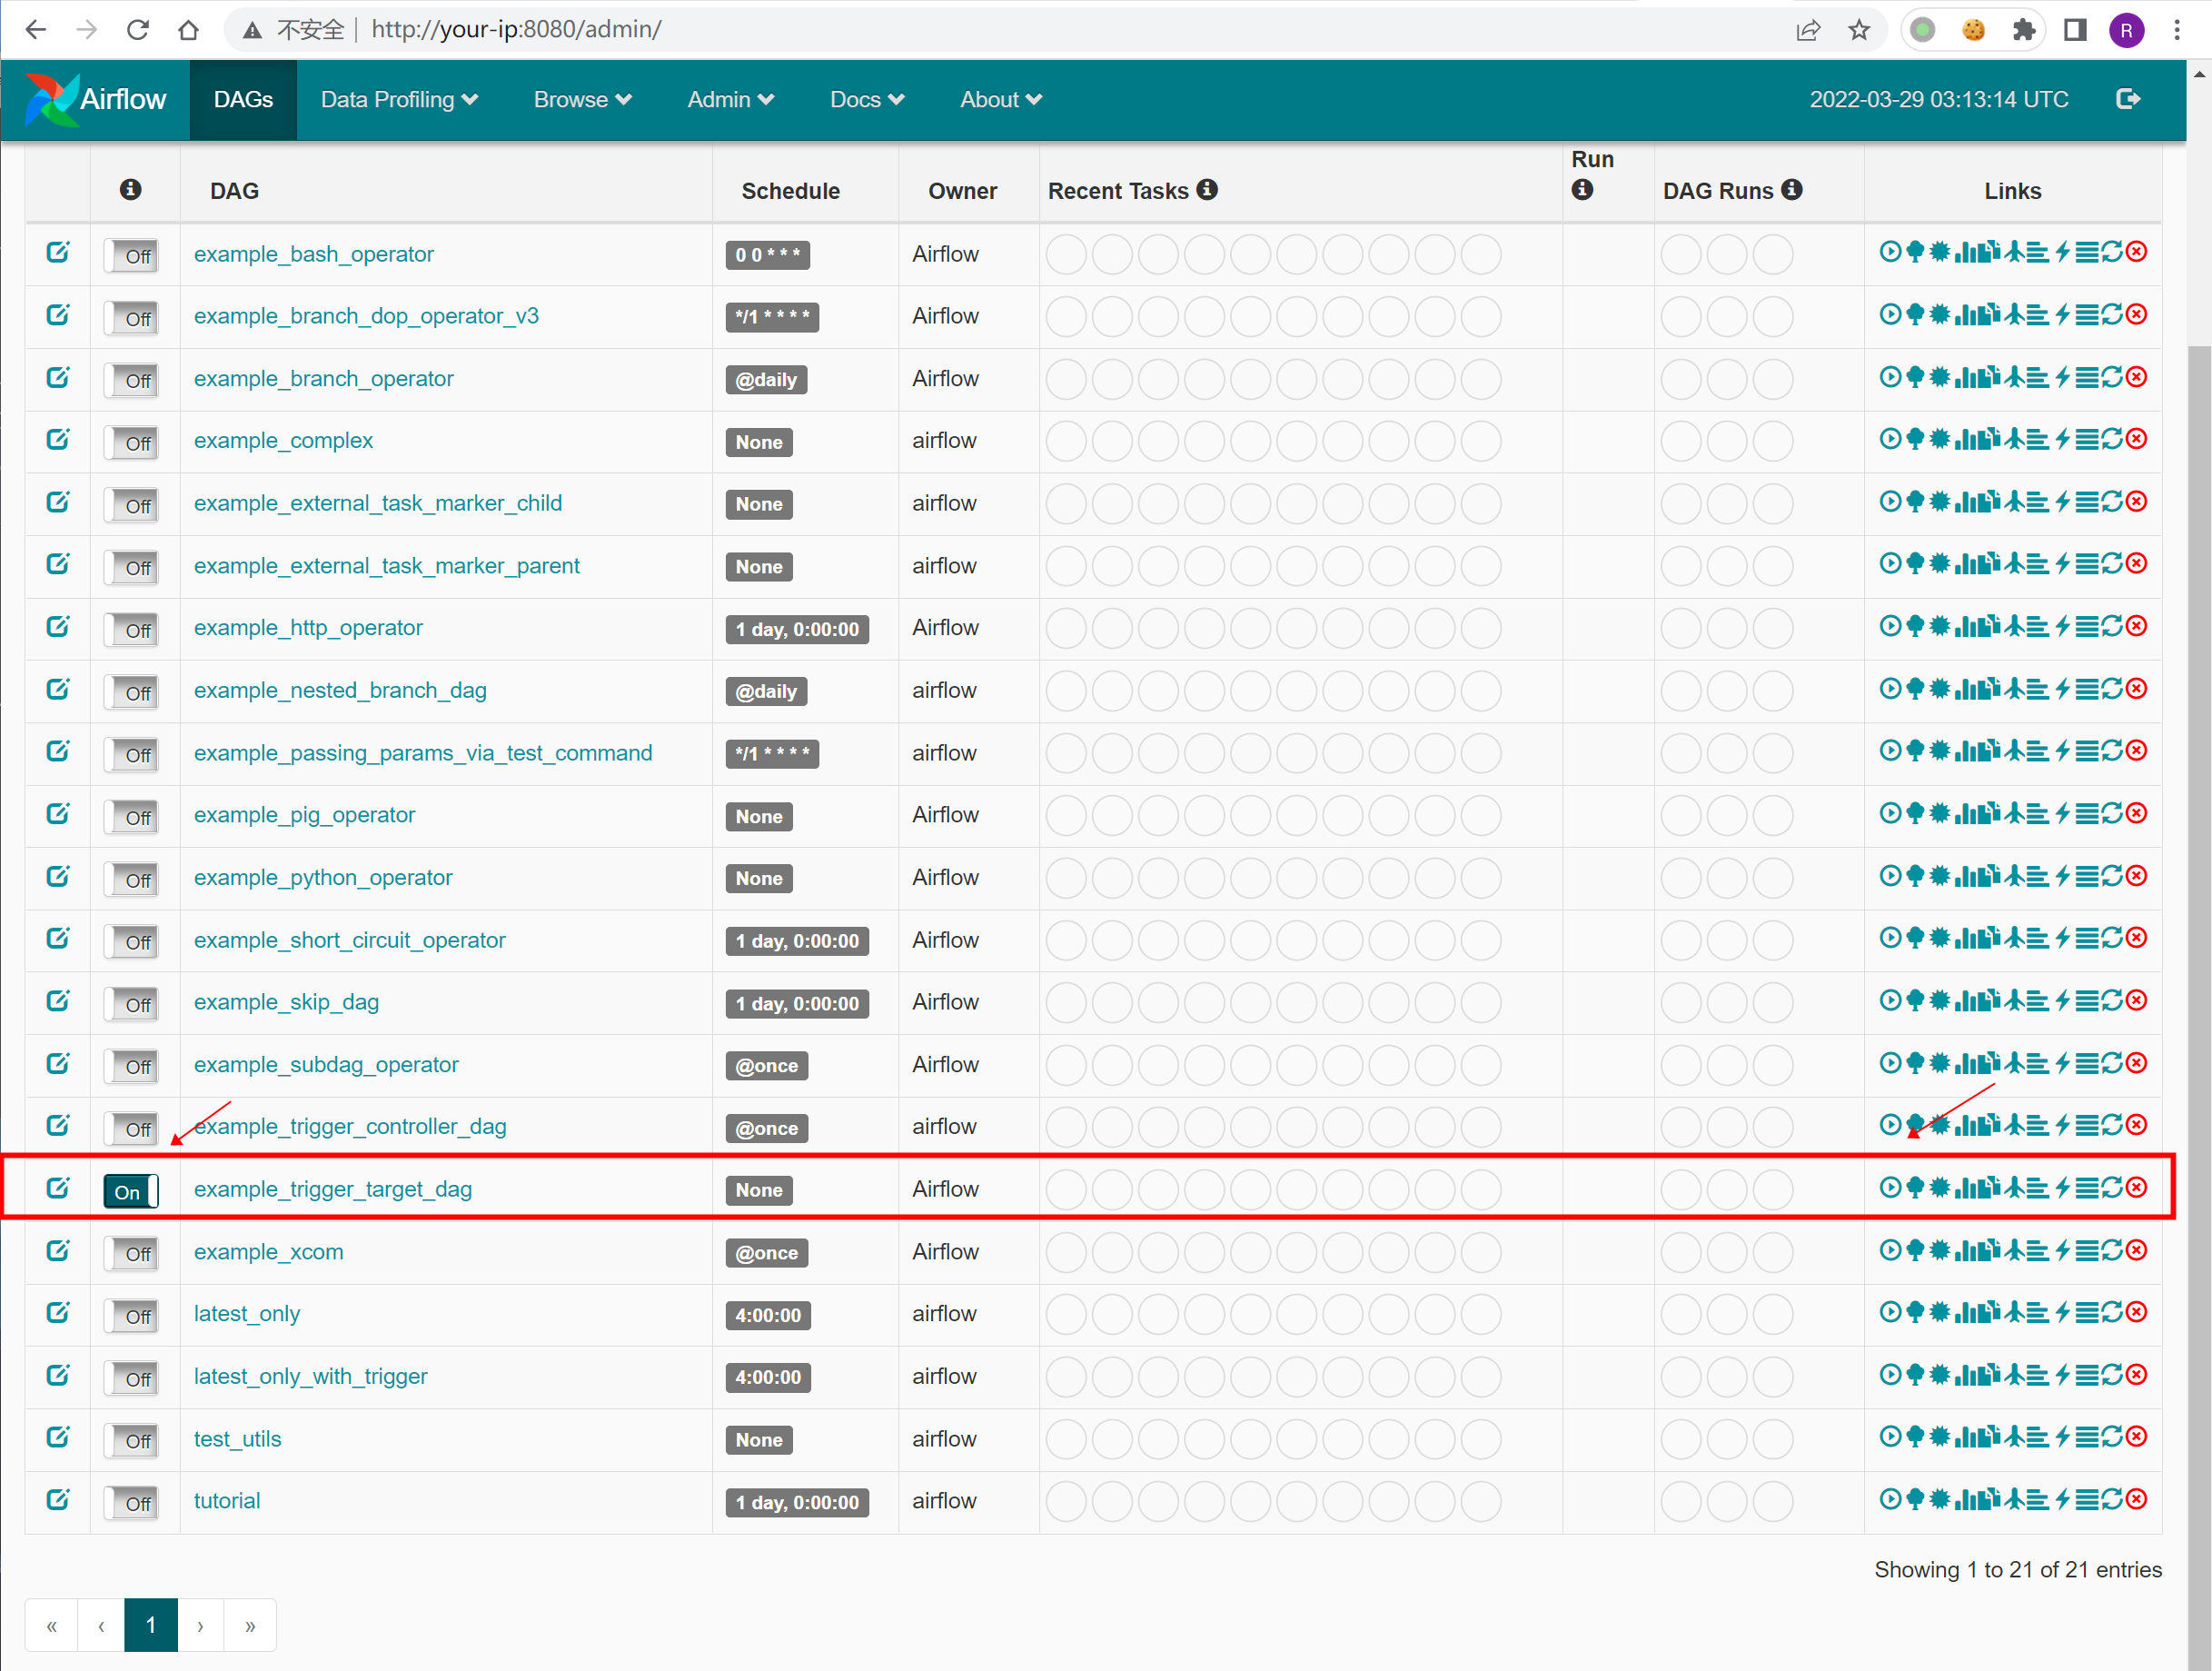 不安全 | http://your-ip:8080/admin/ R
Airflow DAGs Data Profiling Browse Admin Docs About 2022-03-29 03:13:14 UTC
DAG Schedule Owner Recent Tasks Run DAG Runs Links
Off example_bash_operator 0 0 * * * Airflow
Off example_branch_dop_operator_v3 */1 * * * * Airflow
Off example_branch_operator @daily Airflow
Off example_complex None airflow
Off example_external_task_marker_child None airflow
Off example_external_task_marker_parent None airflow
Off example_http_operator 1 day, 0:00:00 Airflow
Off example_nested_branch_dag @daily airflow
Off example_passing_params_via_test_command */1 * * * * airflow
Off example_pig_operator None Airflow
Off example_python_operator None Airflow
Off example_short_circuit_operator 1 day, 0:00:00 Airflow
Off example_skip_dag 1 day, 0:00:00 Airflow
Off example_subdag_operator @once Airflow
Off example_trigger_controller_dag @once airflow
On example_trigger_target_dag None Airflow
Off example_xcom @once Airflow
Off latest_only 4:00:00 airflow
Off latest_only_with_trigger 4:00:00 airflow
Off test_utils None airflow
Off tutorial 1 day, 0:00:00 airflow
Showing 1 to 21 of 21 entries
« ‹ 1 › »